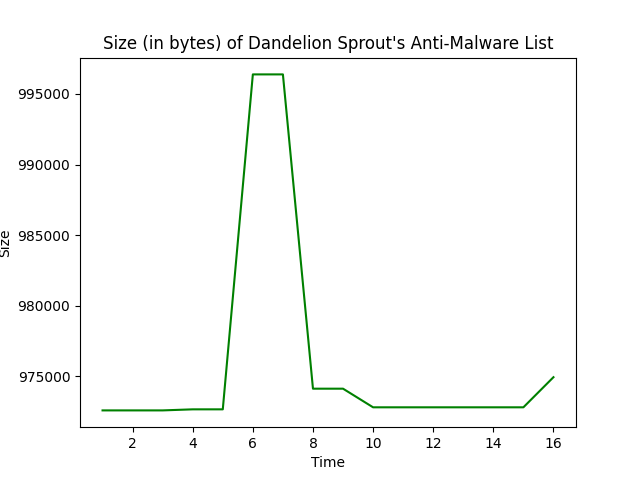 Size (in bytes) of Dandelion Sprout's Anti-Malware List
995000
990000
985000
980000
975000
Size
2 4 6 8 10 12 14 16
Time